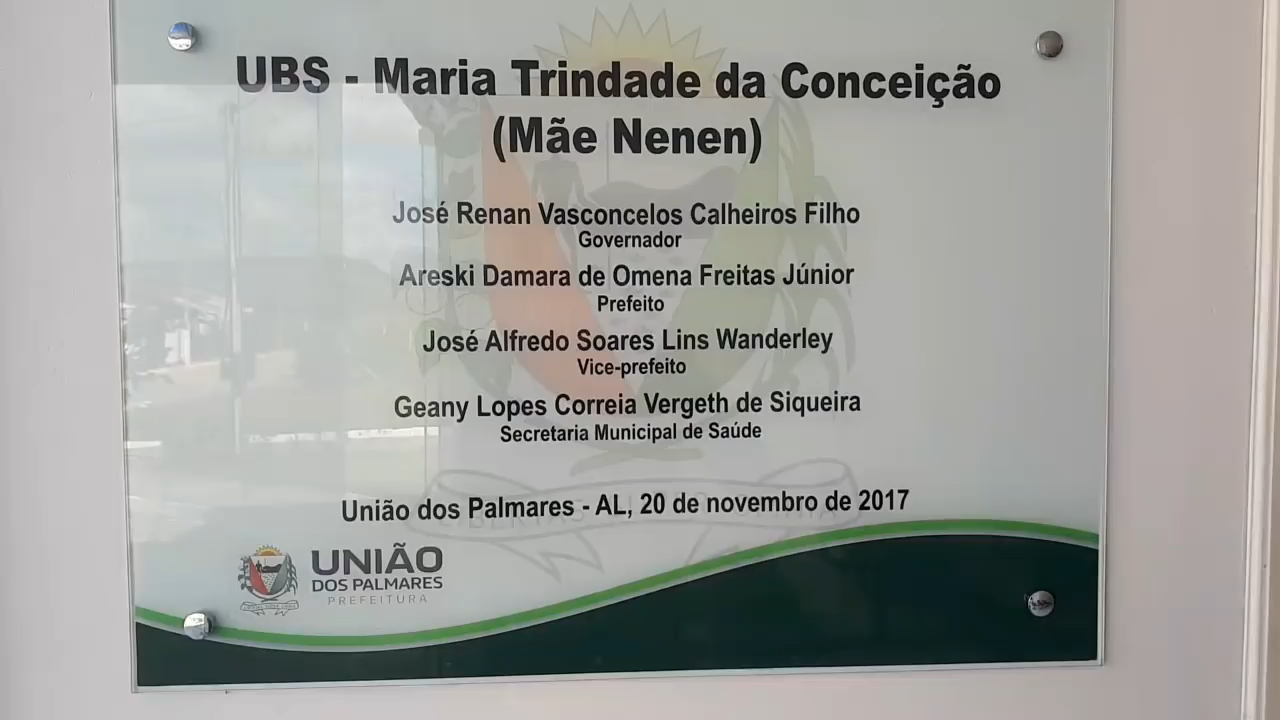 UBS - Maria Trindade da Conceição
(Mãe Nenen)
José Renan Vasconcelos Calheiros Filho
Governador
Areski Damara de Omena Freitas Júnior
Prefeito
José Alfredo Soares Lins Wanderley
Vice-prefeito
Geany Lopes Correia Vergeth de Siqueira
Secretaria Municipal de Saúde
União dos Palmares - AL, 20 de novembro de 2017
UNIÃO
DOS PALMARES
PREFEITURA